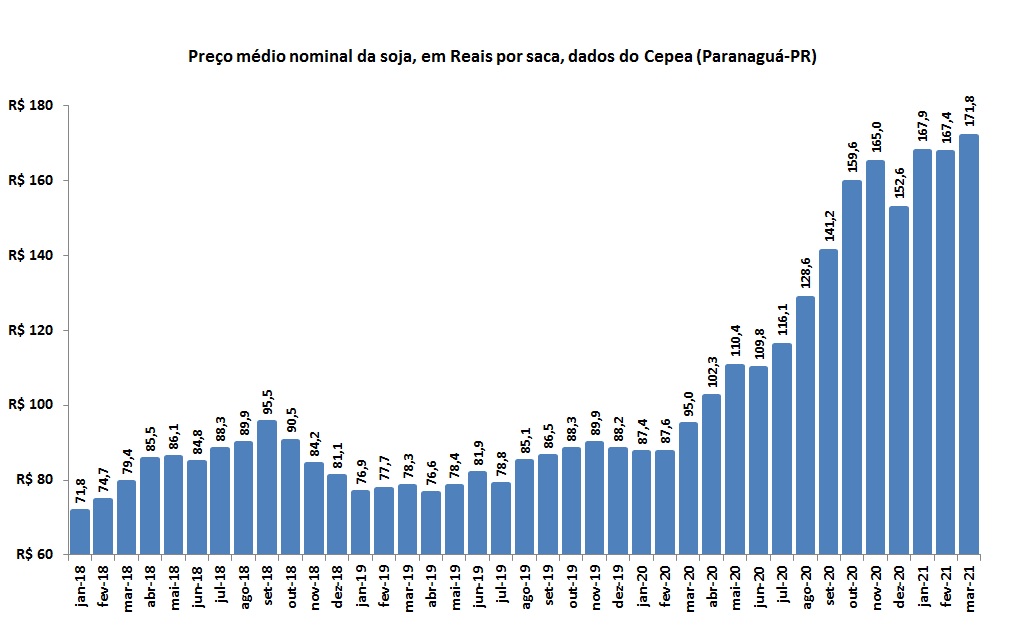 Preço médio nominal da soja, em Reais por saca, dados do Cepea (Paranaguá-PR)
R$ 180
R$ 160
R$ 140
R$ 120
R$ 100
R$ 80
R$ 60
71,8
74,7
79,4
85,5
86,1
84,8
88,3
89,9
95,5
90,5
84,2
81,1
76,9
77,7
78,3
76,6
78,4
81,9
78,8
85,1
86,5
88,3
89,9
88,2
87,4
87,6
95,0
102,3
110,4
109,8
116,1
128,6
141,2
159,6
165,0
152,6
167,9
167,4
171,8
jan-18
fev-18
mar-18
abr-18
mai-18
jun-18
jul-18
ago-18
set-18
out-18
nov-18
dez-18
jan-19
fev-19
mar-19
abr-19
mai-19
jun-19
jul-19
ago-19
set-19
out-19
nov-19
dez-19
jan-20
fev-20
mar-20
abr-20
mai-20
jun-20
jul-20
ago-20
set-20
out-20
nov-20
dez-20
jan-21
fev-21
mar-21